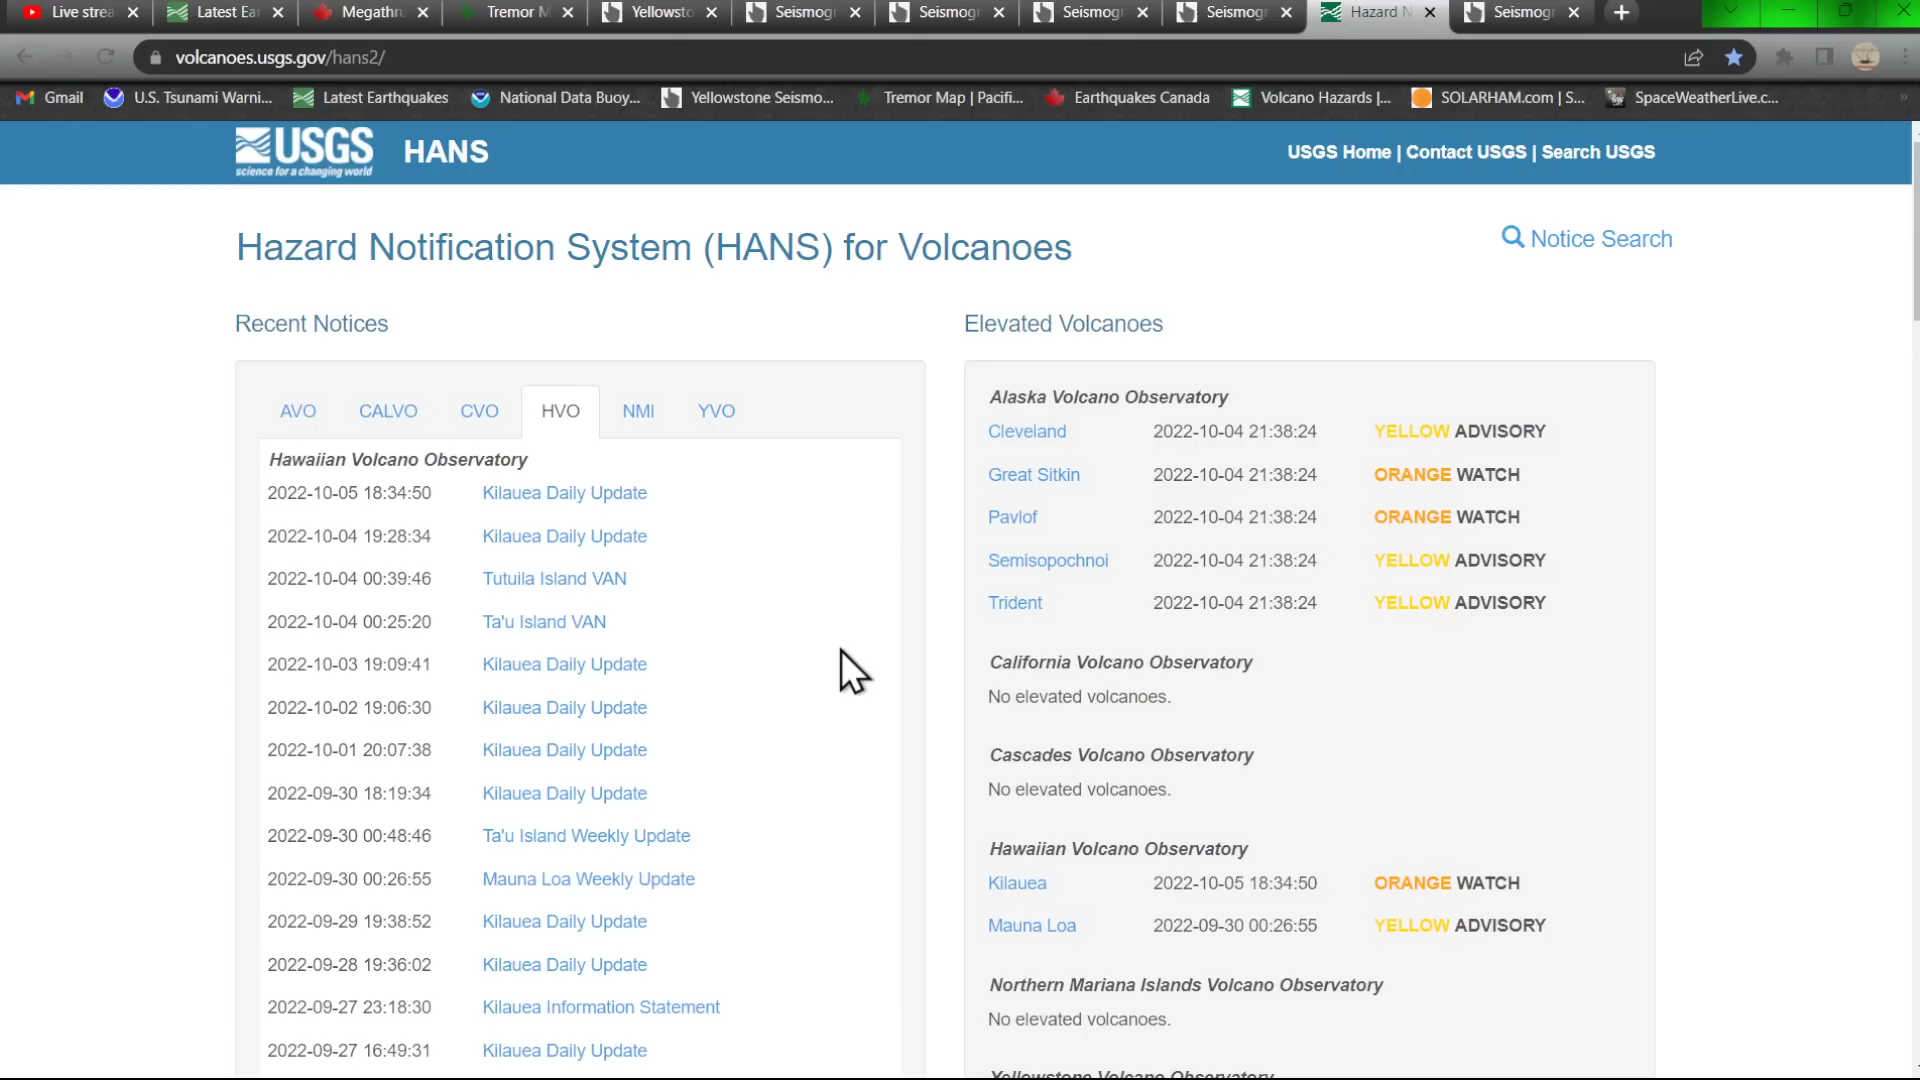 Live strea
Latest Ear
Megathru
Tremor M
Yellowsto
Seismogr
Seismogr
Seismogr
Seismogr
Hazard N
Seismogr
volcanoes.usgs.gov/hans2/
Gmail
U.S. Tsunami Warni...
Latest Earthquakes
National Data Buoy...
Yellowstone Seismo...
Tremor Map | Pacifi...
Earthquakes Canada
Volcano Hazards |...
SOLARHAM.com | S...
SpaceWeatherLive.c...
USGS
science for a changing world
HANS
USGS Home | Contact USGS | Search USGS
Hazard Notification System (HANS) for Volcanoes
Notice Search
Recent Notices
AVO CALVO CVO HVO NMI YVO
Hawaiian Volcano Observatory
2022-10-05 18:34:50 Kilauea Daily Update
2022-10-04 19:28:34 Kilauea Daily Update
2022-10-04 00:39:46 Tutuila Island VAN
2022-10-04 00:25:20 Ta'u Island VAN
2022-10-03 19:09:41 Kilauea Daily Update
2022-10-02 19:06:30 Kilauea Daily Update
2022-10-01 20:07:38 Kilauea Daily Update
2022-09-30 18:19:34 Kilauea Daily Update
2022-09-30 00:48:46 Ta'u Island Weekly Update
2022-09-30 00:26:55 Mauna Loa Weekly Update
2022-09-29 19:38:52 Kilauea Daily Update
2022-09-28 19:36:02 Kilauea Daily Update
2022-09-27 23:18:30 Kilauea Information Statement
2022-09-27 16:49:31 Kilauea Daily Update
Elevated Volcanoes
Alaska Volcano Observatory
Cleveland 2022-10-04 21:38:24 YELLOW ADVISORY
Great Sitkin 2022-10-04 21:38:24 ORANGE WATCH
Pavlof 2022-10-04 21:38:24 ORANGE WATCH
Semisopochnoi 2022-10-04 21:38:24 YELLOW ADVISORY
Trident 2022-10-04 21:38:24 YELLOW ADVISORY
California Volcano Observatory
No elevated volcanoes.
Cascades Volcano Observatory
No elevated volcanoes.
Hawaiian Volcano Observatory
Kilauea 2022-10-05 18:34:50 ORANGE WATCH
Mauna Loa 2022-09-30 00:26:55 YELLOW ADVISORY
Northern Mariana Islands Volcano Observatory
No elevated volcanoes.
Yellowstone Volcano Observatory